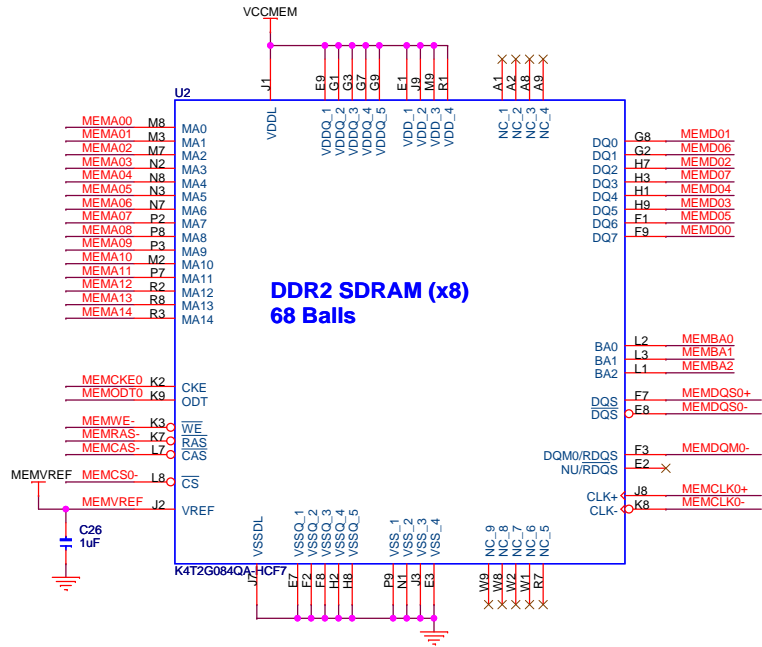 VCCMEM
U2
J1 E9 G1 G3 G7 G9 E1 J9 M9 R1 A1 A2 A8 A9
VDDL VDDQ_1 VDDQ_2 VDDQ_3 VDDQ_4 VDDQ_5 VDD_1 VDD_2 VDD_3 VDD_4 NC_1 NC_2 NC_3 NC_4
MEMA00 M8 MA0
MEMA01 M3 MA1
MEMA02 M7 MA2
MEMA03 N2 MA3
MEMA04 N8 MA4
MEMA05 N3 MA5
MEMA06 N7 MA6
MEMA07 P2 MA7
MEMA08 P8 MA8
MEMA09 P3 MA9
MEMA10 M2 MA10
MEMA11 P7 MA11
MEMA12 R2 MA12
MEMA13 R8 MA13
MEMA14 R3 MA14
DQ0 G8 MEMD01
DQ1 G2 MEMD06
DQ2 H7 MEMD02
DQ3 H3 MEMD07
DQ4 H1 MEMD04
DQ5 H9 MEMD03
DQ6 F1 MEMD05
DQ7 F9 MEMD00
DDR2 SDRAM (x8)
68 Balls
BA0 L2 MEMBA0
BA1 L3 MEMBA1
BA2 L1 MEMBA2
MEMCKE0 K2 CKE
MEMODT0 K9 ODT
DQS F7 MEMDQS0+
DQS E8 MEMDQS0-
MEMWE- K3 WE
MEMRAS- K7 RAS
MEMCAS- L7 CAS
DQM0/RDQS F3 MEMDQM0-
NU/RDQS E2
MEMVREF
MEMCS0- L8 CS
MEMVREF J2 VREF
CLK+ J8 MEMCLK0+
CLK- K8 MEMCLK0-
C26
1uF
VSSDL VSSQ_1 VSSQ_2 VSSQ_3 VSSQ_4 VSSQ_5 VSS_1 VSS_2 VSS_3 VSS_4 NC_9 NC_8 NC_7 NC_6 NC_5
K4T2G084QA-HCF7
J7 E7 F2 F8 H2 H8 P9 N1 J3 E3 W9 W8 W2 W1 R7